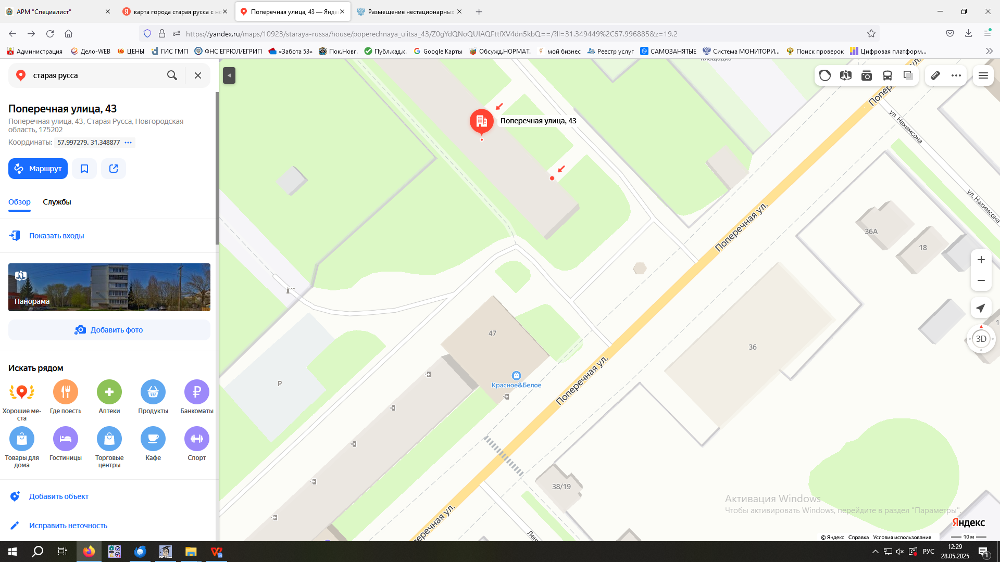 АРМ "Специалист"
карта города старая русса с но
Поперечная улица, 43 — Янде
Размещение нестационарных
https://yandex.ru/maps/10923/staraya-russa/house/poperechnaya_ulitsa_43/Z0gYdQNoQUIAQFttfXV4dn5kbQ==/?ll=31.349449%2C57.996885&z=19.2
Администрация
Дело-WEB
ЦЕНЫ
ГИС ГМП
ФНС ЕГРЮЛ/ЕГРИП
«Забота 53»
Пок.Новг.
Публ.кад.к.
Google Карты
Обсужд.НОРМАТ.
мой бизнес
Реестр услуг
САМОЗАНЯТЫЕ
Система МОНИТОРИ...
Поиск проверок
Цифровая платформ...
старая русса
Поперечная улица, 43
Поперечная улица, 43, Старая Русса, Новгородская
область, 175202
Координаты: 57.997279, 31.348877
Маршрут
Обзор
Службы
Показать входы
Панорама
Добавить фото
Искать рядом
Хорошие ме-
ста
Где поесть
Аптеки
Продукты
Банкоматы
Товары для
дома
Гостиницы
Торговые
центры
Кафе
Спорт
Добавить объект
Исправить неточность
площадка
Поперечная улица, 43
ул. Нахимсона
ул. Нахимсона
Поперечная ул.
36А
18
47
36
P
Красное&Белое
Поперечная ул.
38/19
3D
Активация Windows
Чтобы активировать Windows, перейдите в раздел "Параметры".
Яндекс
© Яндекс Справка Условия использования
10 м
РУС
12:29
28.05.2025
1